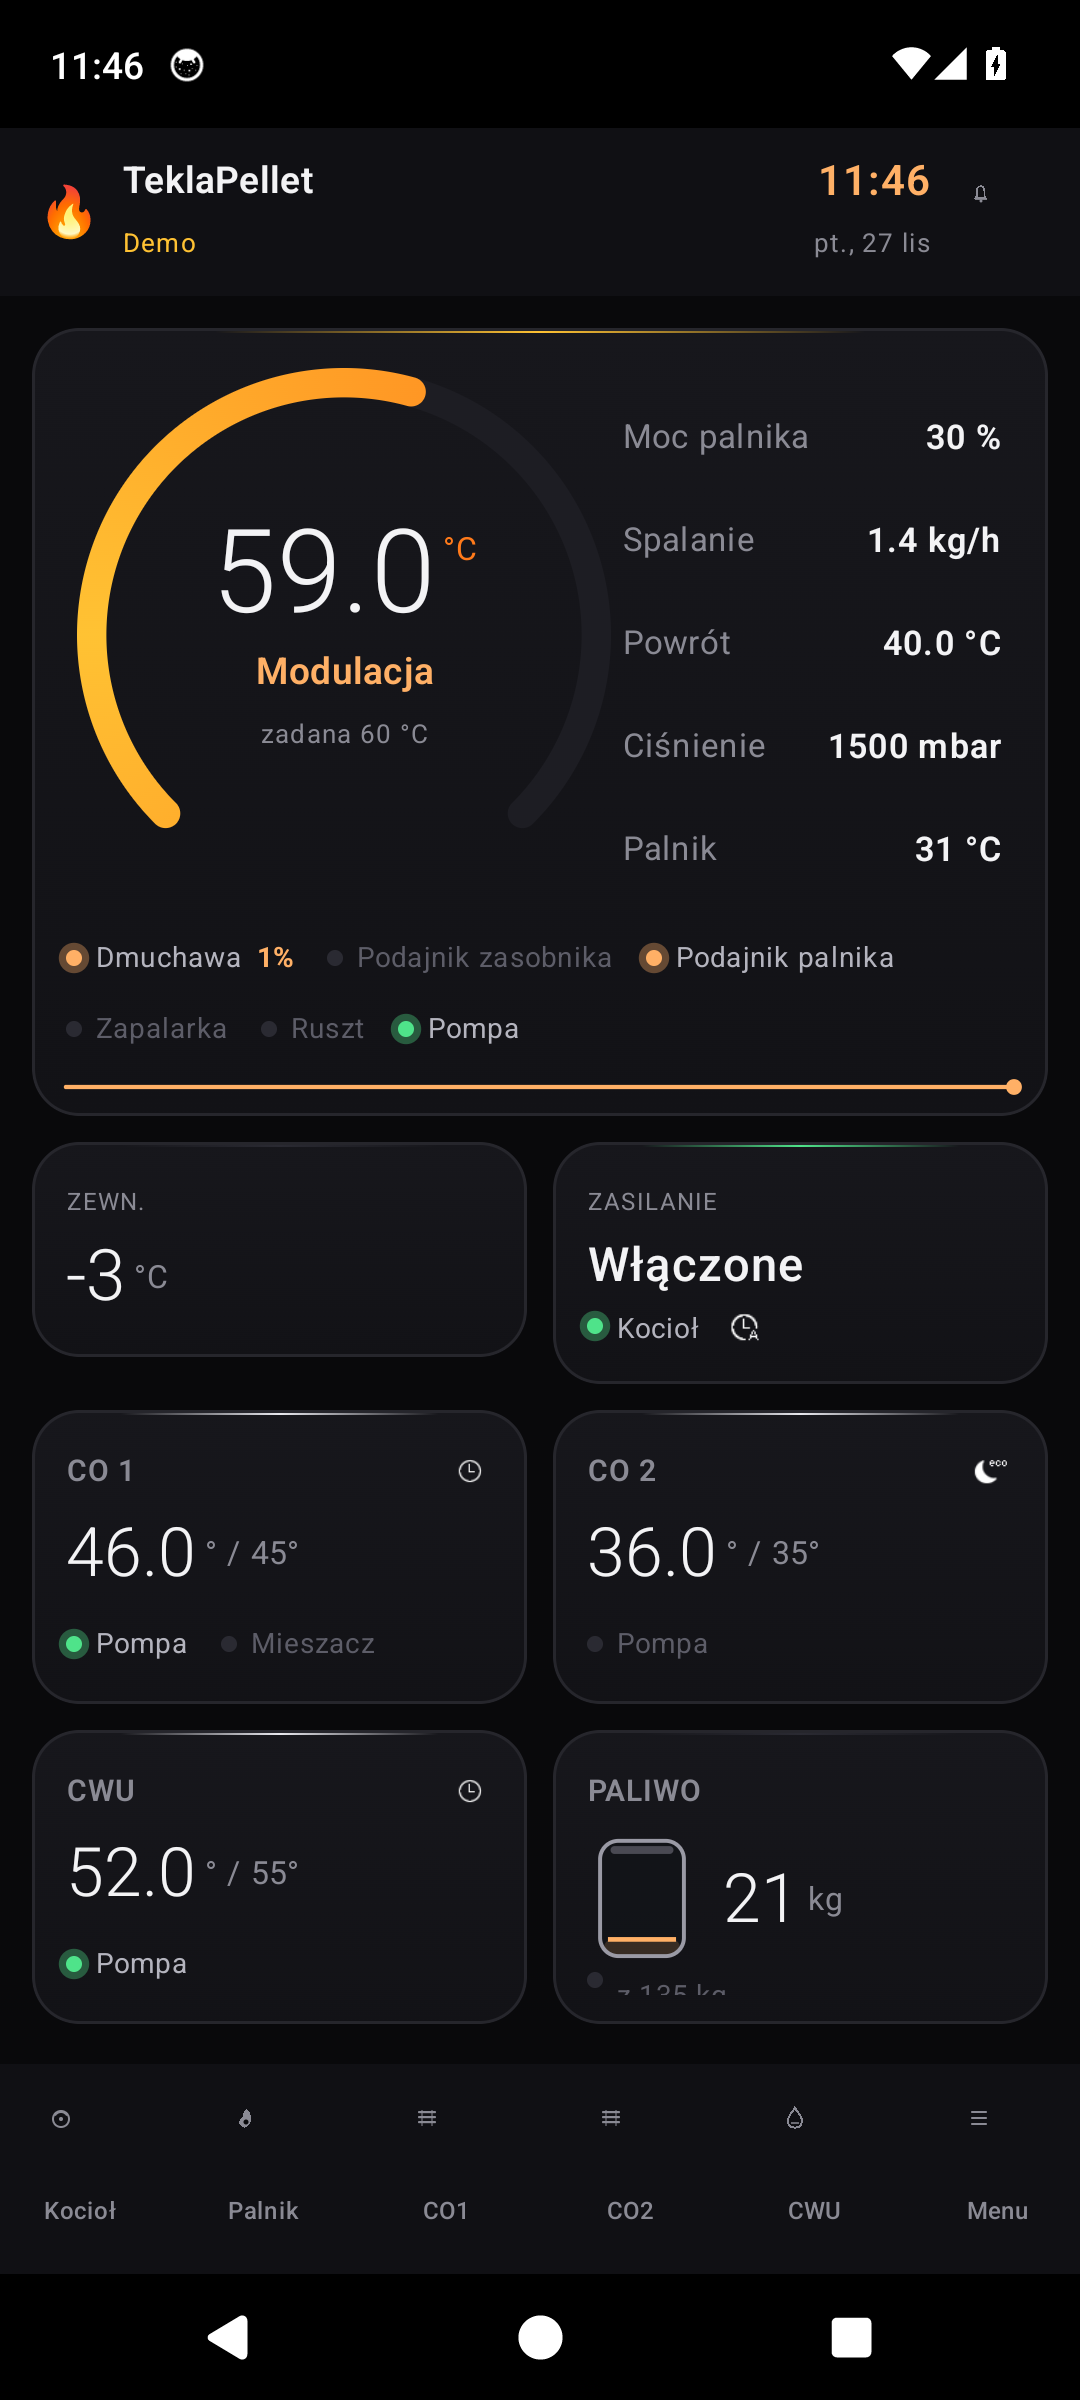 11:46
TeklaPellet
Demo
11:46
pt., 27 lis
59.0 °C
Modulacja
zadana 60 °C
Moc palnika 30 %
Spalanie 1.4 kg/h
Powrót 40.0 °C
Ciśnienie 1500 mbar
Palnik 31 °C
Dmuchawa 1% Podajnik zasobnika Podajnik palnika
Zapalarka Ruszt Pompa
ZEWN.
-3 °C
ZASILANIE
Włączone
Kocioł A
CO 1
46.0 ° / 45°
Pompa Mieszacz
CO 2 eco
36.0 ° / 35°
Pompa
CWU
52.0 ° / 55°
Pompa
PALIWO
21 kg
z 135 kg
Kocioł Palnik CO1 CO2 CWU Menu